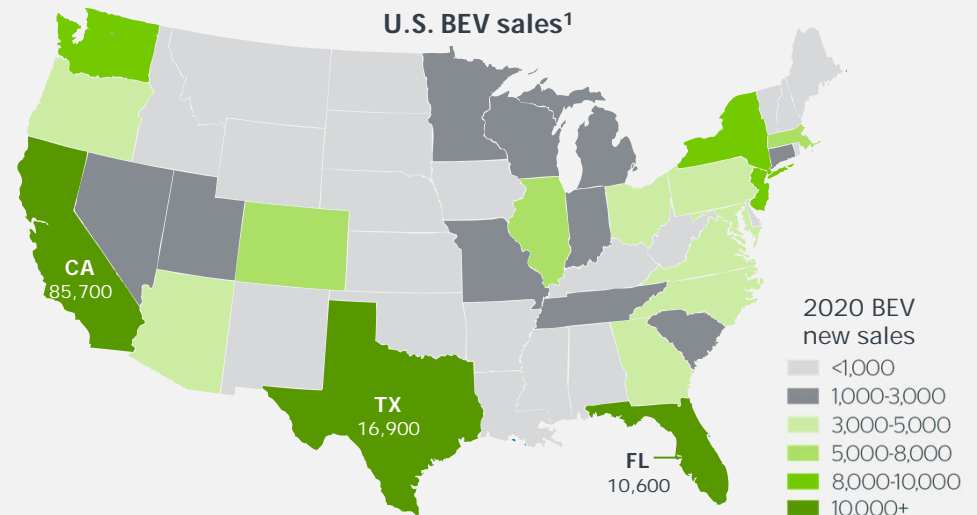 U.S. BEV sales¹
CA
85,700
TX
16,900
FL
10,600
2020 BEV
new sales
<1,000
1,000-3,000
3,000-5,000
5,000-8,000
8,000-10,000
10,000+